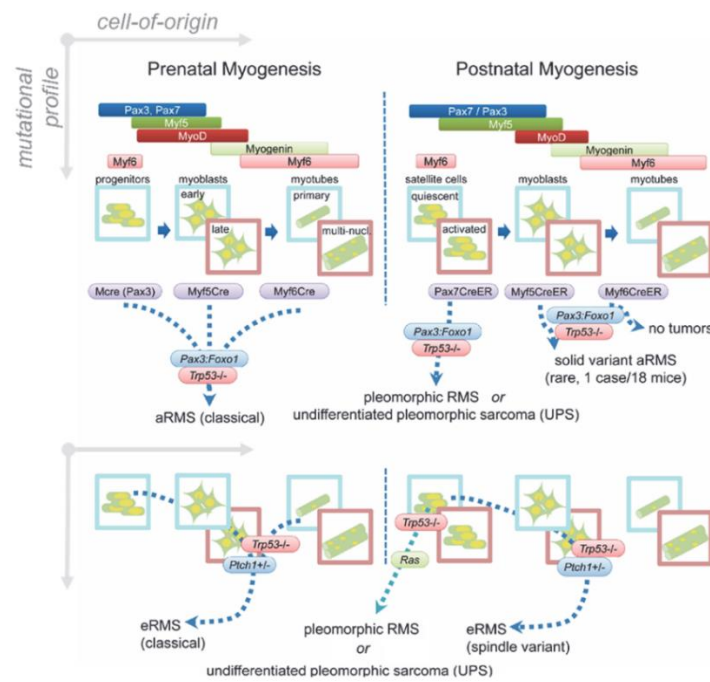 cell-of-origin
mutational profile
Prenatal Myogenesis
Postnatal Myogenesis
Pax3, Pax7
Myf5
MyoD
Myogenin
Myf6
Myf6
progenitors
myoblasts
myotubes
early
late
primary
multi-nucl.
Mcre (Pax3)
Myf5Cre
Myf6Cre
Pax3:Foxo1
Trp53-/-
aRMS (classical)
Pax7 / Pax3
Myf5
MyoD
Myogenin
Myf6
Myf6
satellite cells
myoblasts
myotubes
quiescent
activated
Pax7CreER
Myf5CreER
Myf6CreER
Pax3:Foxo1
Trp53-/-
Pax3:Foxo1
Trp53-/-
no tumors
solid variant aRMS
(rare, 1 case/18 mice)
pleomorphic RMS or
undifferentiated pleomorphic sarcoma (UPS)
Trp53-/-
Ptch1+/-
eRMS
(classical)
Trp53-/-
Ras
pleomorphic RMS
or
undifferentiated pleomorphic sarcoma (UPS)
Trp53-/-
Ptch1+/-
eRMS
(spindle variant)